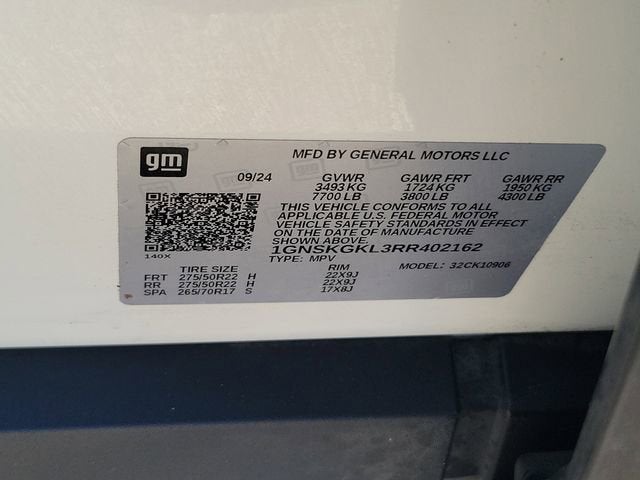 gm
MFD BY GENERAL MOTORS LLC
09/24 GVWR GAWR FRT GAWR RR
3493 KG 1724 KG 1950 KG
7700 LB 3800 LB 4300 LB
THIS VEHICLE CONFORMS TO ALL
APPLICABLE U.S. FEDERAL MOTOR
VEHICLE SAFETY STANDARDS IN EFFECT
ON THE DATE OF MANUFACTURE
SHOWN ABOVE.
140X
1GNSKGKL3RR402162
TYPE: MPV MODEL: 32CK10906
TIRE SIZE RIM
FRT 275/50R22 H 22X9J
RR 275/50R22 H 22X9J
SPA 265/70R17 S 17X8J